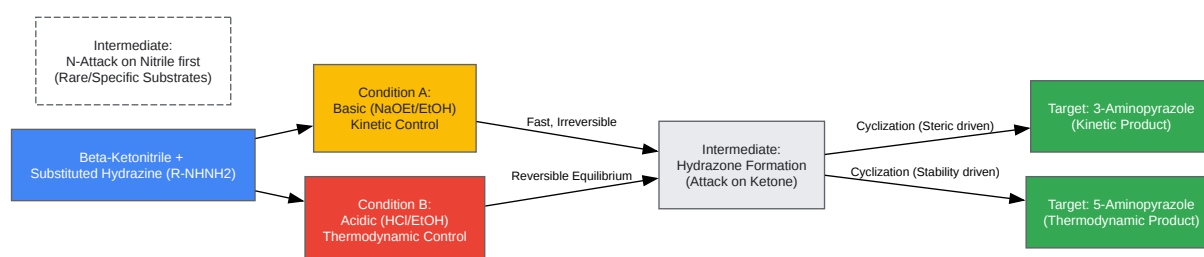 Intermediate:
N-Attack on Nitrile first
(Rare/Specific Substrates)
Beta-Ketonitrile +
Substituted Hydrazine (R-NHNH2)
Condition A:
Basic (NaOEt/EtOH)
Kinetic Control
Condition B:
Acidic (HCl/EtOH)
Thermodynamic Control
Fast, Irreversible
Reversible Equilibrium
Intermediate:
Hydrazone Formation
(Attack on Ketone)
Cyclization (Steric driven)
Cyclization (Stability driven)
Target: 3-Aminopyrazole
(Kinetic Product)
Target: 5-Aminopyrazole
(Thermodynamic Product)